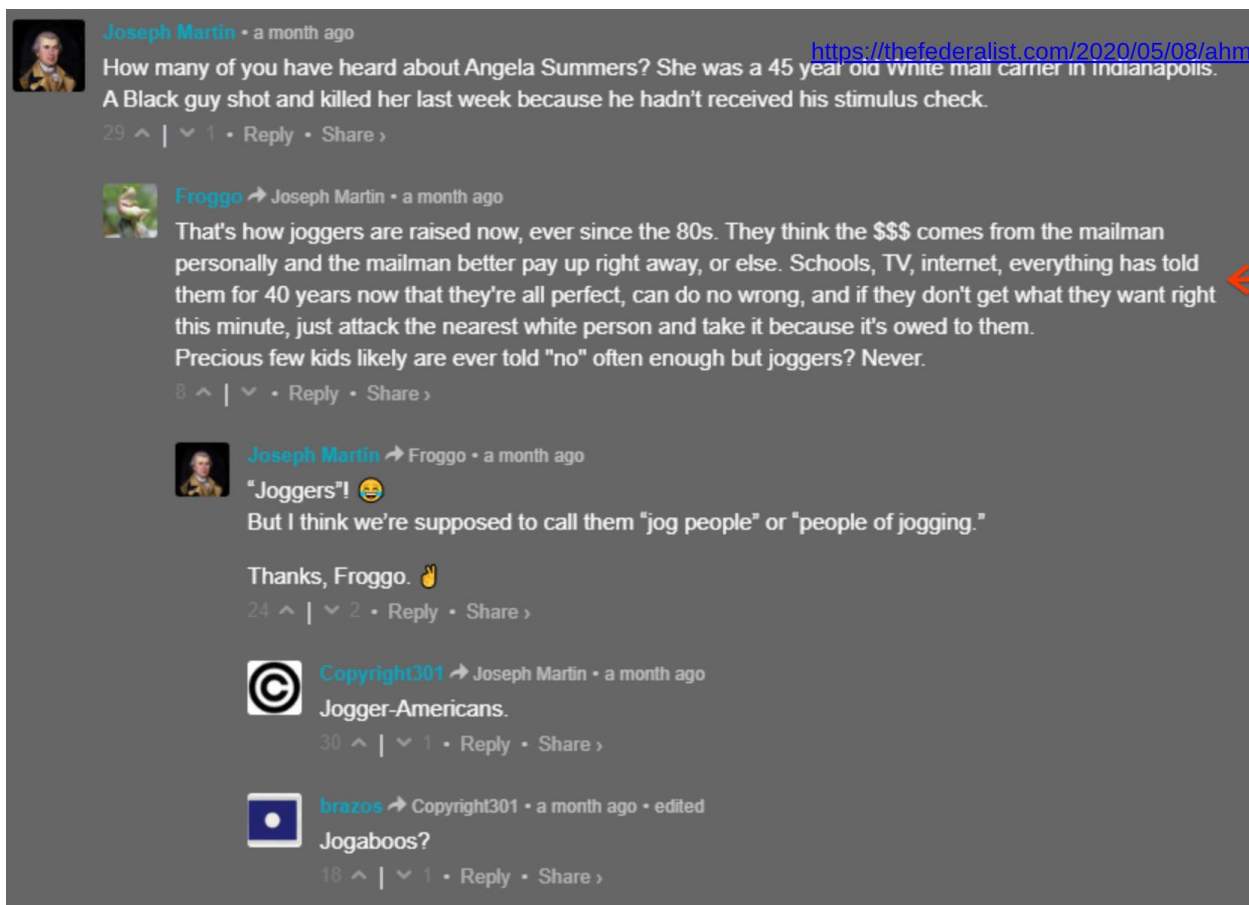 Joseph Martin • a month ago
https://thefederalist.com/2020/05/08/ahm
How many of you have heard about Angela Summers? She was a 45 year old White mail carrier in Indianapolis.
A Black guy shot and killed her last week because he hadn’t received his stimulus check.
29 | 1 • Reply • Share ›
Froggo Joseph Martin • a month ago
That's how joggers are raised now, ever since the 80s. They think the $$$ comes from the mailman
personally and the mailman better pay up right away, or else. Schools, TV, internet, everything has told
them for 40 years now that they're all perfect, can do no wrong, and if they don't get what they want right
this minute, just attack the nearest white person and take it because it's owed to them.
Precious few kids likely are ever told "no" often enough but joggers? Never.
8 | • Reply • Share ›
Joseph Martin Froggo • a month ago
“Joggers”! 😂
But I think we’re supposed to call them “jog people” or “people of jogging.”
Thanks, Froggo. ✌
24 | 2 • Reply • Share ›
Copyright301 Joseph Martin • a month ago
Jogger-Americans.
30 | 1 • Reply • Share ›
brazos Copyright301 • a month ago • edited
Jogaboos?
18 | 1 • Reply • Share ›